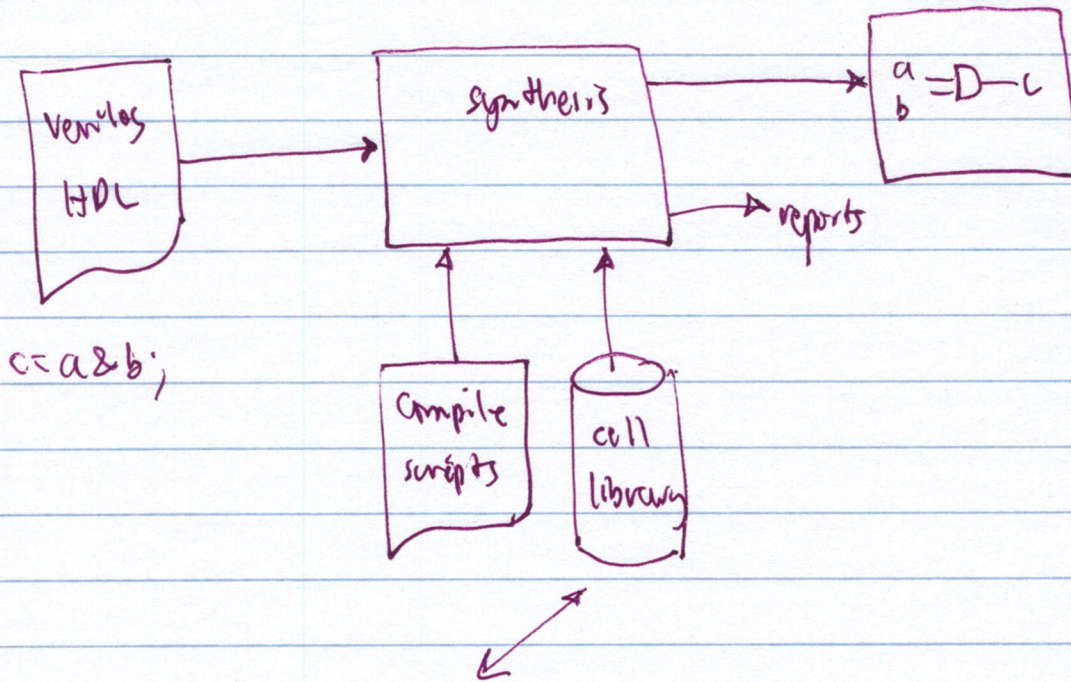 Verilog
HDL
c = a & b;
synthesis
compile
scripts
cell
library
a
b
c
reports